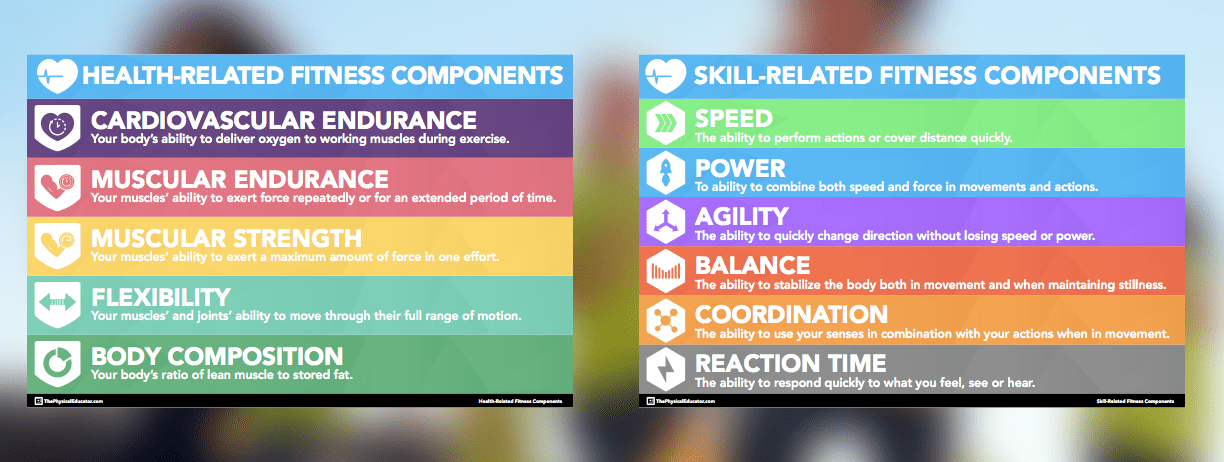 HEALTH-RELATED FITNESS COMPONENTS
CARDIOVASCULAR ENDURANCE
Your body's ability to deliver oxygen to working muscles during exercise.
MUSCULAR ENDURANCE
Your muscles' ability to exert force repeatedly or for an extended period of time.
MUSCULAR STRENGTH
Your muscles' ability to exert a maximum amount of force in one effort.
FLEXIBILITY
Your muscles' and joints' ability to move through their full range of motion.
BODY COMPOSITION
Your body's ratio of lean muscle to stored fat.
ThePhysicalEducator.com
Health-Related Fitness Components
SKILL-RELATED FITNESS COMPONENTS
SPEED
The ability to perform actions or cover distance quickly.
POWER
To ability to combine both speed and force in movements and actions.
AGILITY
The ability to quickly change direction without losing speed or power.
BALANCE
The ability to stabilize the body both in movement and when maintaining stillness.
COORDINATION
The ability to use your senses in combination with your actions when in movement.
REACTION TIME
The ability to respond quickly to what you feel, see or hear.
ThePhysicalEducator.com
Skill-Related Fitness Components